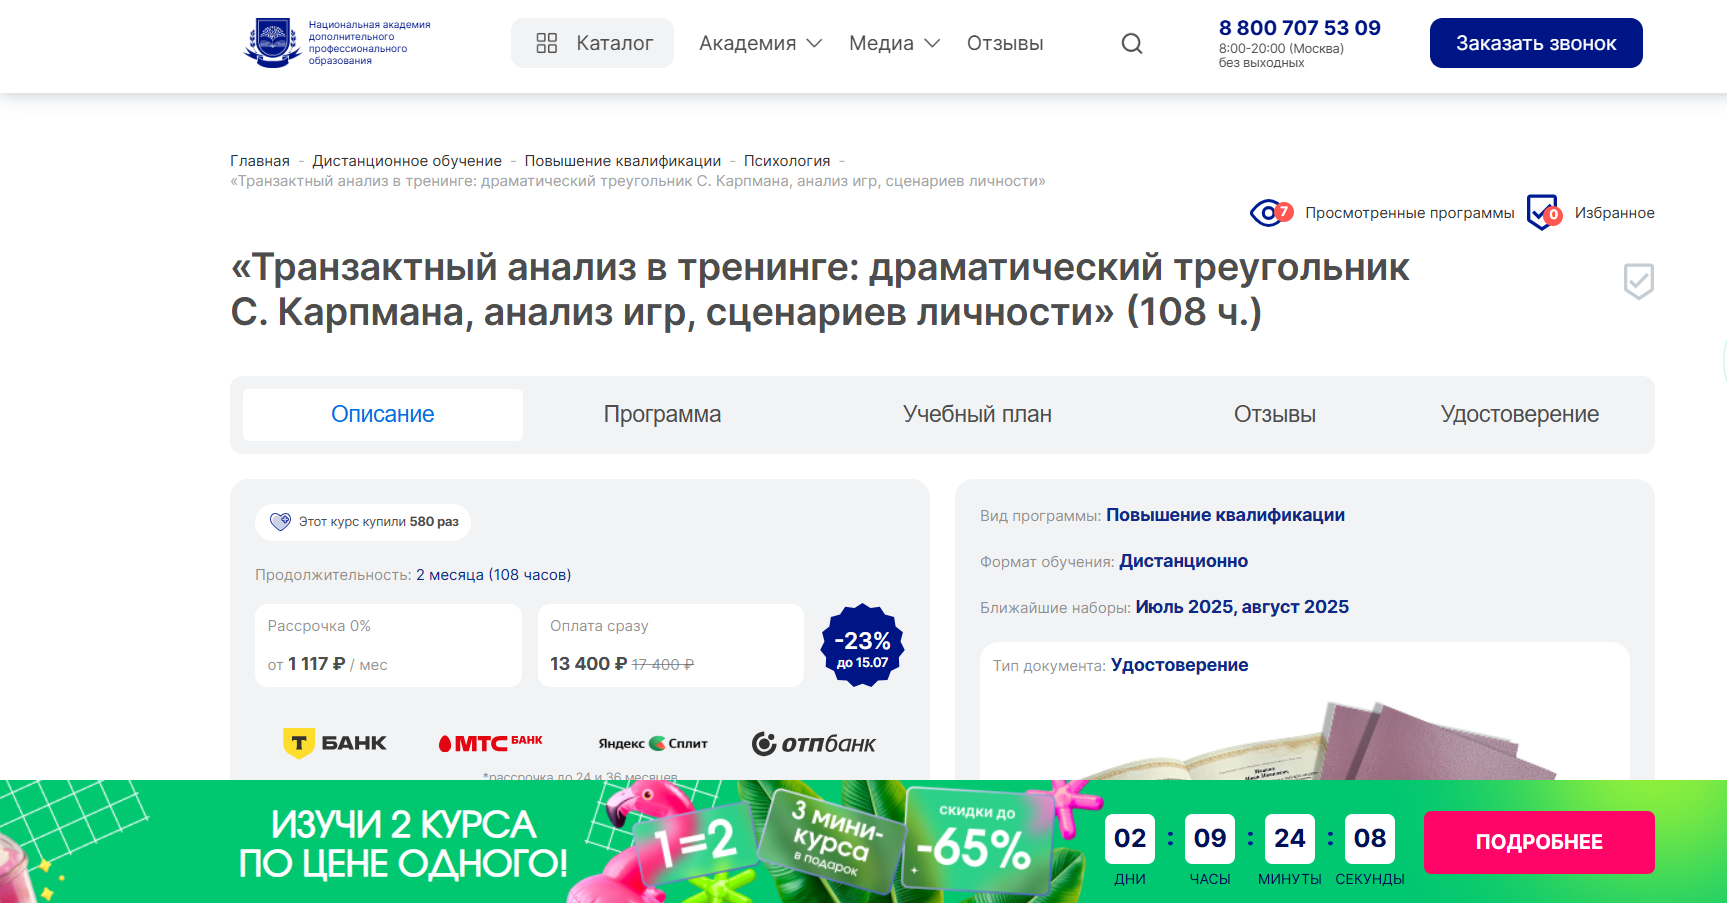 Национальная академия
дополнительного
профессионального
образования
Каталог
Академия
Медиа
Отзывы
8 800 707 53 09
8:00-20:00 (Москва)
без выходных
Заказать звонок
Главная - Дистанционное обучение - Повышение квалификации - Психология -
«Транзактный анализ в тренинге: драматический треугольник С. Карпмана, анализ игр, сценариев личности»
7
Просмотренные программы
0
Избранное
«Транзактный анализ в тренинге: драматический треугольник
С. Карпмана, анализ игр, сценариев личности» (108 ч.)
Описание
Программа
Учебный план
Отзывы
Удостоверение
Этот курс купили 580 раз
Продолжительность: 2 месяца (108 часов)
Рассрочка 0%
от 1 117 ₽ / мес
Оплата сразу
13 400 ₽ 17 400 ₽
-23%
до 15.07
Т БАНК
МТС БАНК
Яндекс Сплит
отпбанк
*рассрочка до 24 и 36 месяцев
Вид программы: Повышение квалификации
Формат обучения: Дистанционно
Ближайшие наборы: Июль 2025, август 2025
Тип документа: Удостоверение
ИЗУЧИ 2 КУРСА
ПО ЦЕНЕ ОДНОГО!
1=2
3 МИНИ-
курса
в подарок
скидки до
-65%
02 : 09 : 24 : 08
ДНИ ЧАСЫ МИНУТЫ СЕКУНДЫ
ПОДРОБНЕЕ